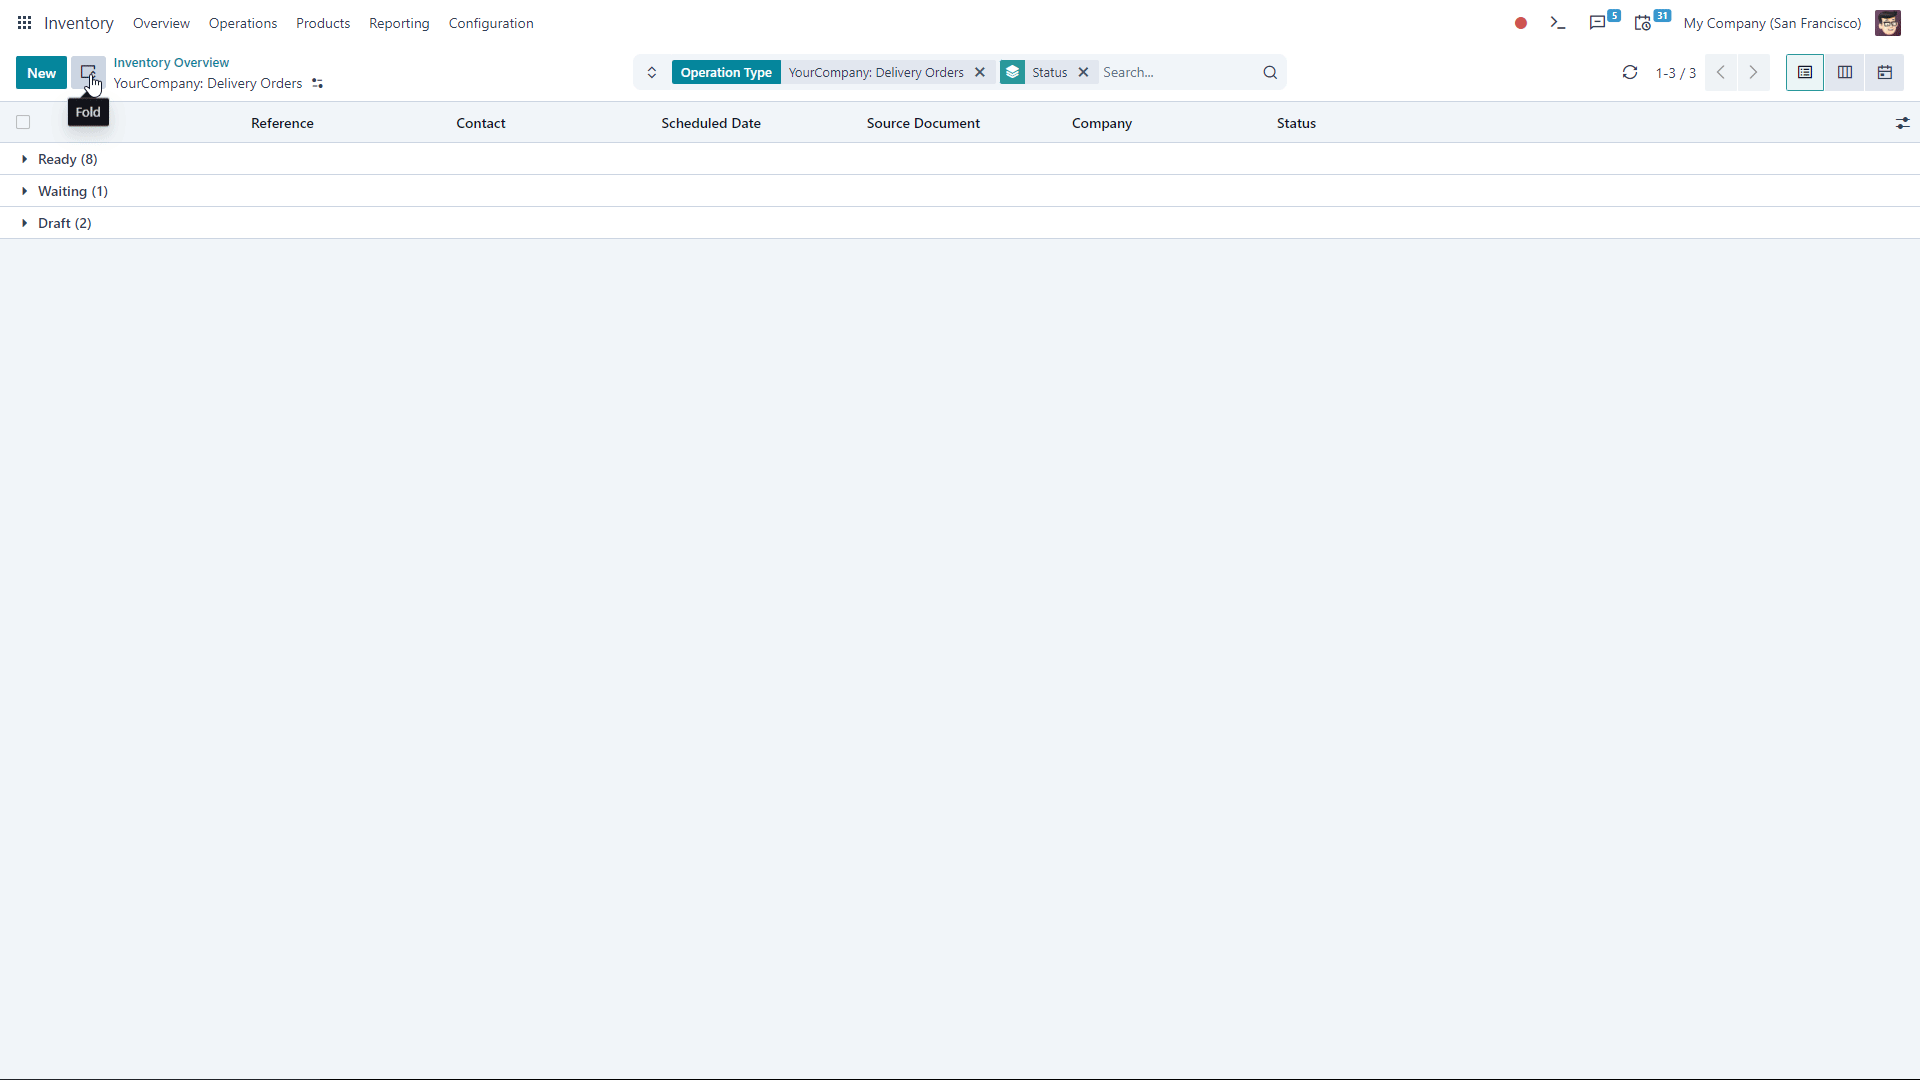 Inventory Overview Operations Products Reporting Configuration 5 31 My Company (San Francisco)
New Inventory Overview
YourCompany: Delivery Orders
Operation Type YourCompany: Delivery Orders Status Search... 1-3 / 3
Fold
Reference Contact Scheduled Date Source Document Company Status
Ready (8)
Waiting (1)
Draft (2)